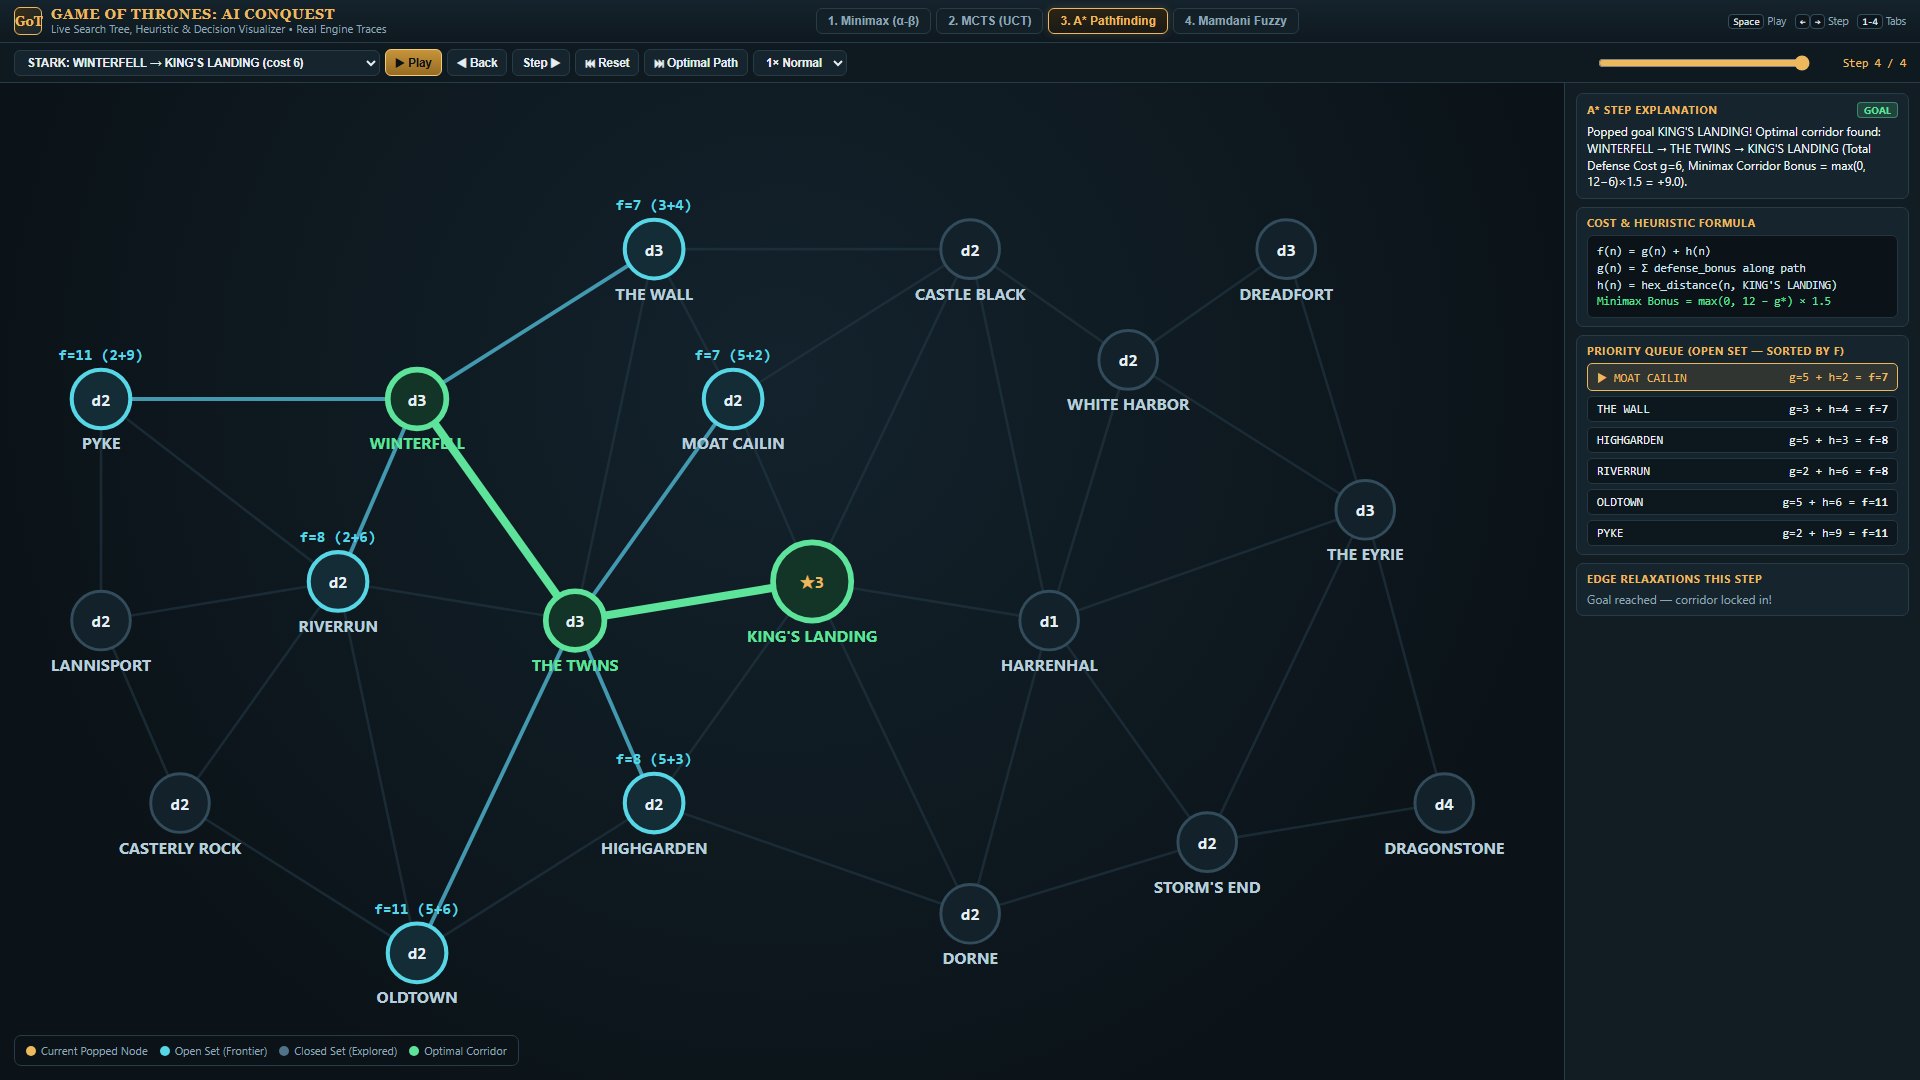 GoT
GAME OF THRONES: AI CONQUEST
Live Search Tree, Heuristic & Decision Visualizer • Real Engine Traces
1. Minimax (α-β)
2. MCTS (UCT)
3. A* Pathfinding
4. Mamdani Fuzzy
Space Play ← → Step 1-4 Tabs
STARK: WINTERFELL → KING'S LANDING (cost 6)
▶ Play
◀ Back
Step ▶
⏮ Reset
⏭ Optimal Path
1× Normal
Step 4 / 4
f=7 (3+4)
d3
THE WALL
d2
CASTLE BLACK
d3
DREADFORT
f=11 (2+9)
d2
PYKE
d3
WINTERFELL
f=7 (5+2)
d2
MOAT CAILIN
d2
WHITE HARBOR
d3
THE EYRIE
f=8 (2+6)
d2
RIVERRUN
★3
KING'S LANDING
d2
LANNISPORT
d3
THE TWINS
d1
HARRENHAL
f=8 (5+3)
d2
HIGHGARDEN
d2
CASTERLY ROCK
d2
STORM'S END
d4
DRAGONSTONE
f=11 (5+6)
d2
OLDTOWN
d2
DORNE
Current Popped Node
Open Set (Frontier)
Closed Set (Explored)
Optimal Corridor
A* STEP EXPLANATION
GOAL
Popped goal KING'S LANDING! Optimal corridor found:
WINTERFELL → THE TWINS → KING'S LANDING (Total
Defense Cost g=6, Minimax Corridor Bonus = max(0,
12−6)×1.5 = +9.0).
COST & HEURISTIC FORMULA
f(n) = g(n) + h(n)
g(n) = Σ defense_bonus along path
h(n) = hex_distance(n, KING'S LANDING)
Minimax Bonus = max(0, 12 − g*) × 1.5
PRIORITY QUEUE (OPEN SET — SORTED BY F)
▶ MOAT CAILIN g=5 + h=2 = f=7
THE WALL g=3 + h=4 = f=7
HIGHGARDEN g=5 + h=3 = f=8
RIVERRUN g=2 + h=6 = f=8
OLDTOWN g=5 + h=6 = f=11
PYKE g=2 + h=9 = f=11
EDGE RELAXATIONS THIS STEP
Goal reached — corridor locked in!